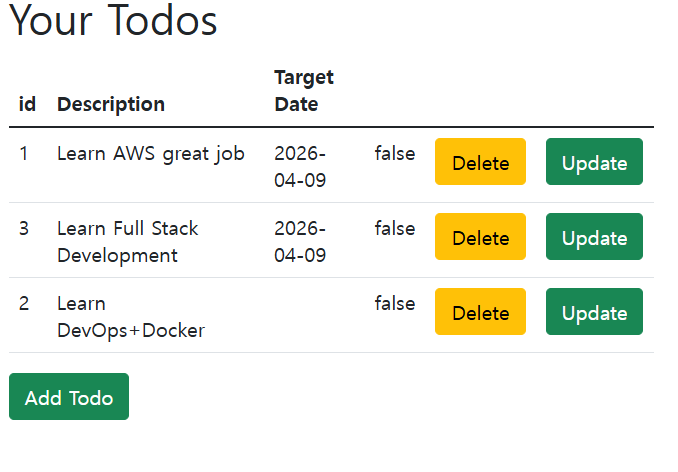 Your Todos
id Description Target Date
1 Learn AWS great job 2026-04-09 false Delete Update
3 Learn Full Stack Development 2026-04-09 false Delete Update
2 Learn DevOps+Docker false Delete Update
Add Todo